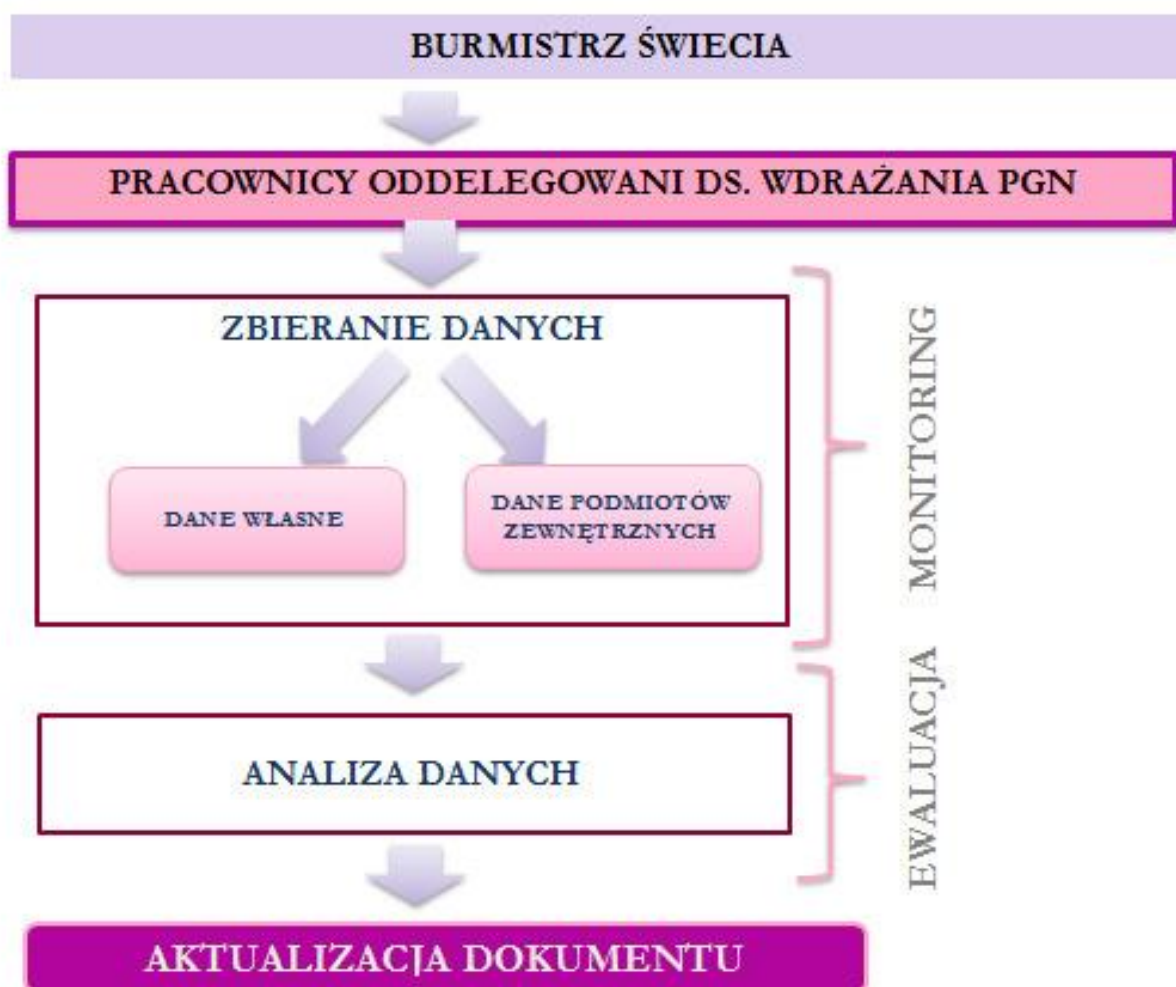 BURMISTRZ ŚWIECIA
PRACOWNICY ODDELEGOWANI DS. WDRAŻANIA PGN
ZBIERANIE DANYCH
DANE WŁASNE
DANE PODMIOTÓW
ZEWNĘTRZNYCH
MONITORING
ANALIZA DANYCH
EWALUACJA
AKTUALIZACJA DOKUMENTU